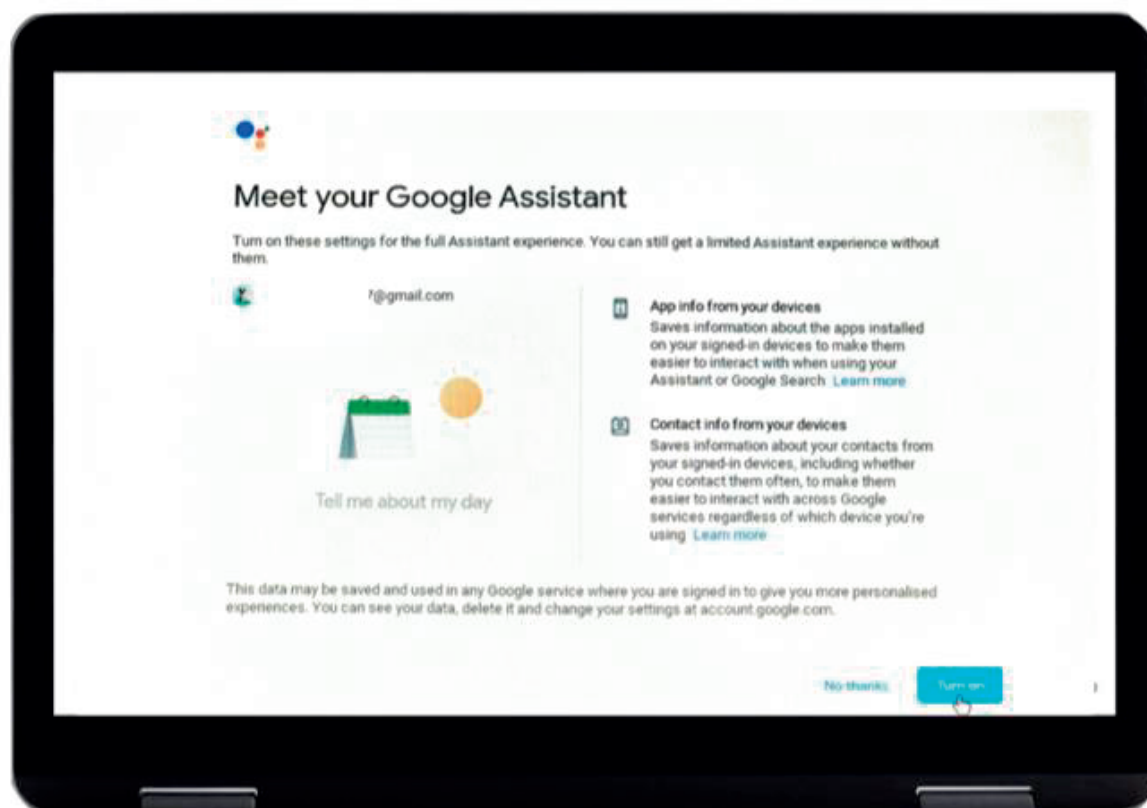 Meet your Google Assistant
Turn on these settings for the full Assistant experience. You can still get a limited Assistant experience without
them.
@gmail.com
Tell me about my day
App info from your devices
Saves information about the apps installed
on your signed-in devices to make them
easier to interact with when using your
Assistant or Google Search Learn more
Contact info from your devices
Saves information about your contacts from
your signed-in devices, including whether
you contact them often, to make them
easier to interact with across Google
services regardless of which device you're
using Learn more
This data may be saved and used in any Google service where you are signed in to give you more personalised
experiences. You can see your data, delete it and change your settings at account.google.com.
No thanks
Turn on